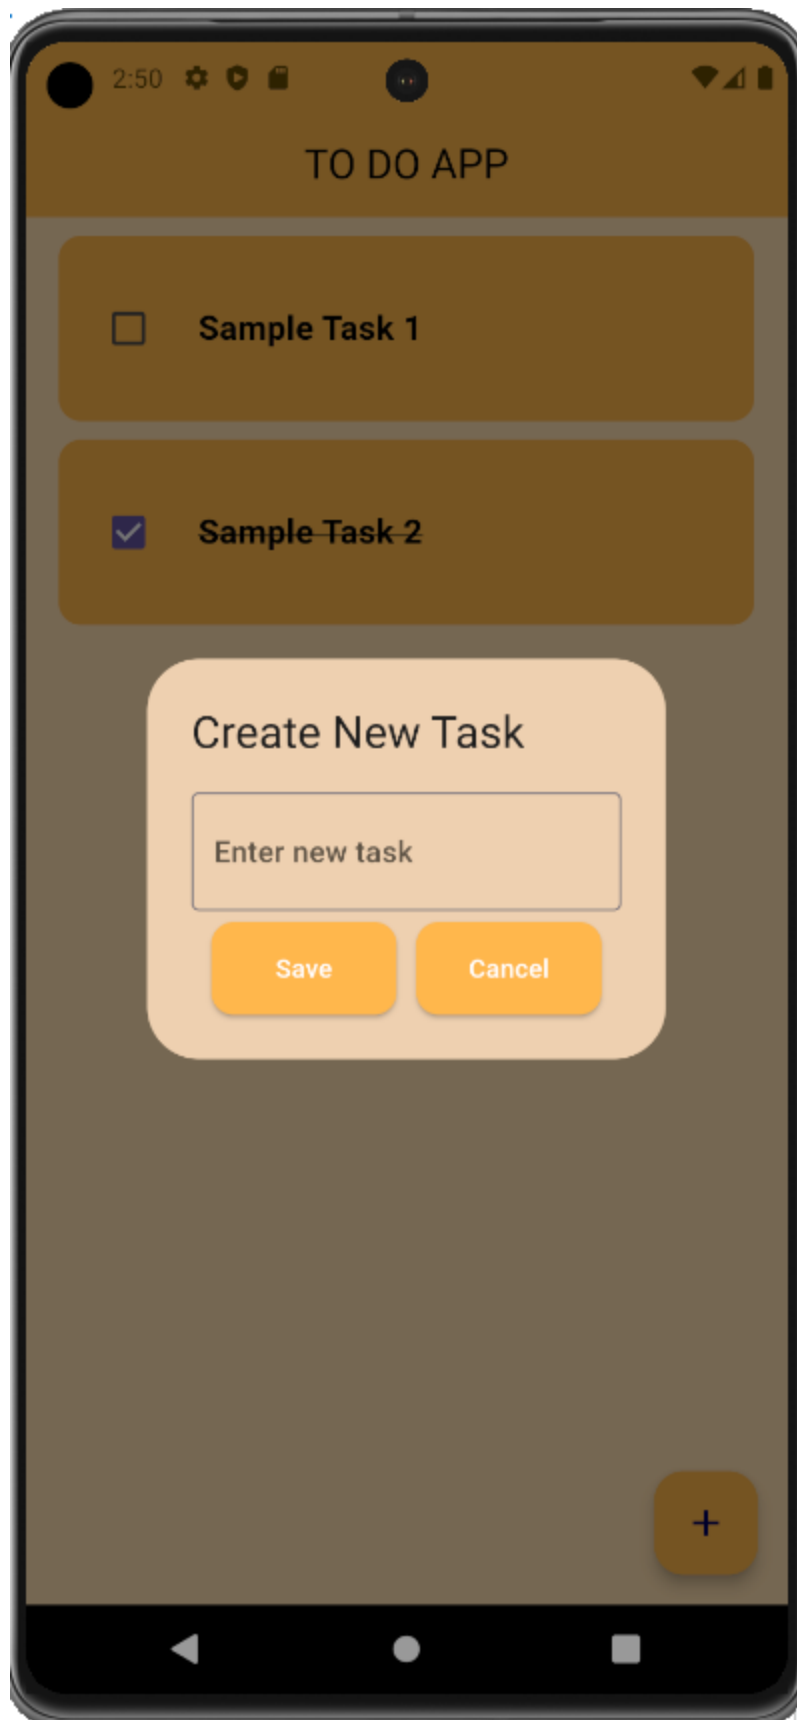 2:50
TO DO APP
Sample Task 1
Sample Task 2
Create New Task
Enter new task
Save Cancel
+